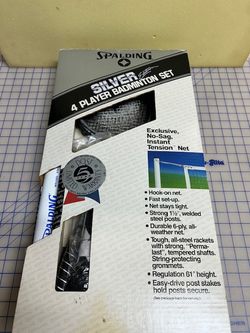 SPALDING
SILVER
4 PLAYER BADMINTON SET
Exclusive,
No-Sag,
Instant
Tension Net
• Hook-on net.
• Fast set-up.
• Net stays tight.
• Strong 1½", welded
steel posts.
• Durable 6-ply, all-
weather net.
• Tough, all-steel rackets
with strong, "Perma-
last", tempered shafts.
String-protecting
grommets.
• Regulation 61" height.
• Easy-drive post stakes
hold posts secure.
SPALDING